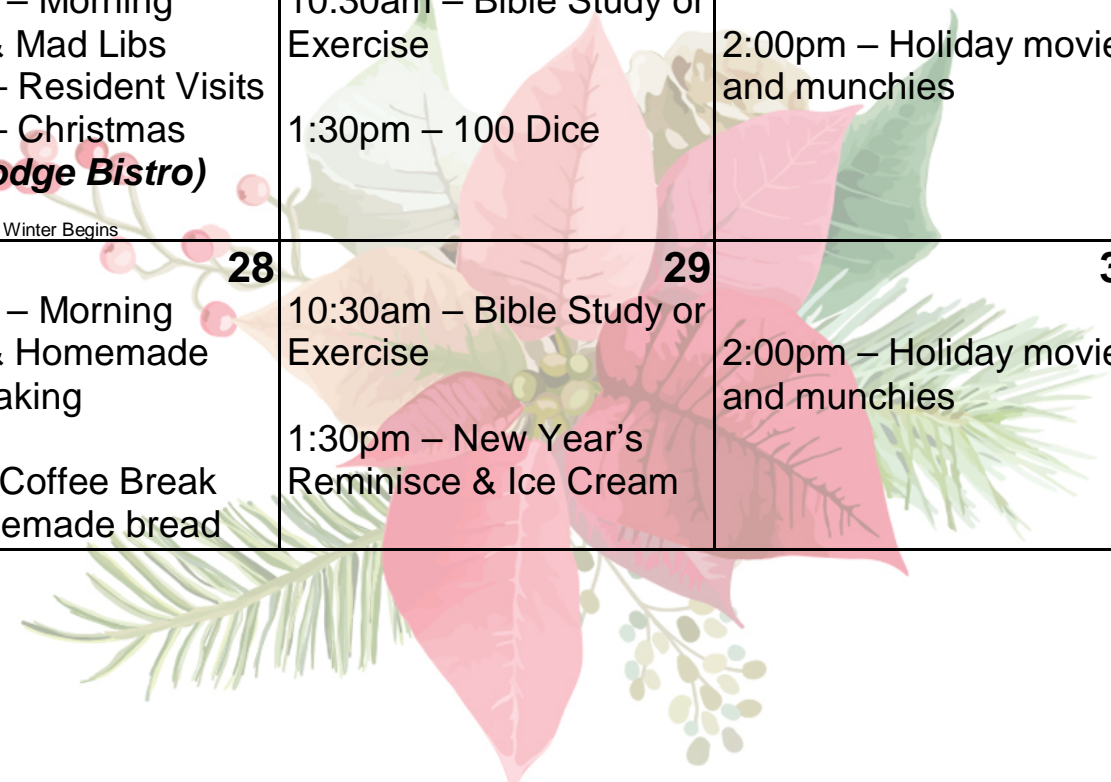 – Morning
& Mad Libs
– Resident Visits
– Christmas
odge Bistro)
Winter Begins
10:30am – Bible Study or
Exercise
1:30pm – 100 Dice
2:00pm – Holiday movie
and munchies
28
– Morning
& Homemade
aking
Coffee Break
emade bread
29
10:30am – Bible Study or
Exercise
1:30pm – New Year’s
Reminisce & Ice Cream
3
2:00pm – Holiday movie
and munchies